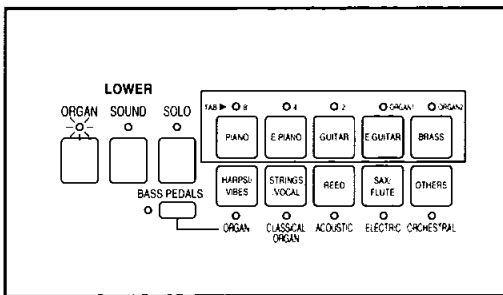 LOWER
ORGAN SOUND SOLO
TAB ▶ 8 4 2 ORGAN1 ORGAN2
PIANO E.PIANO GUITAR E.GUITAR BRASS
HARPSI/ STRINGS REED SAX/ OTHERS
VIBES VOCAL FLUTE
BASS PEDALS
ORGAN CLASSICAL ACOUSTIC ELECTRIC ORCHESTRAL
ORGAN